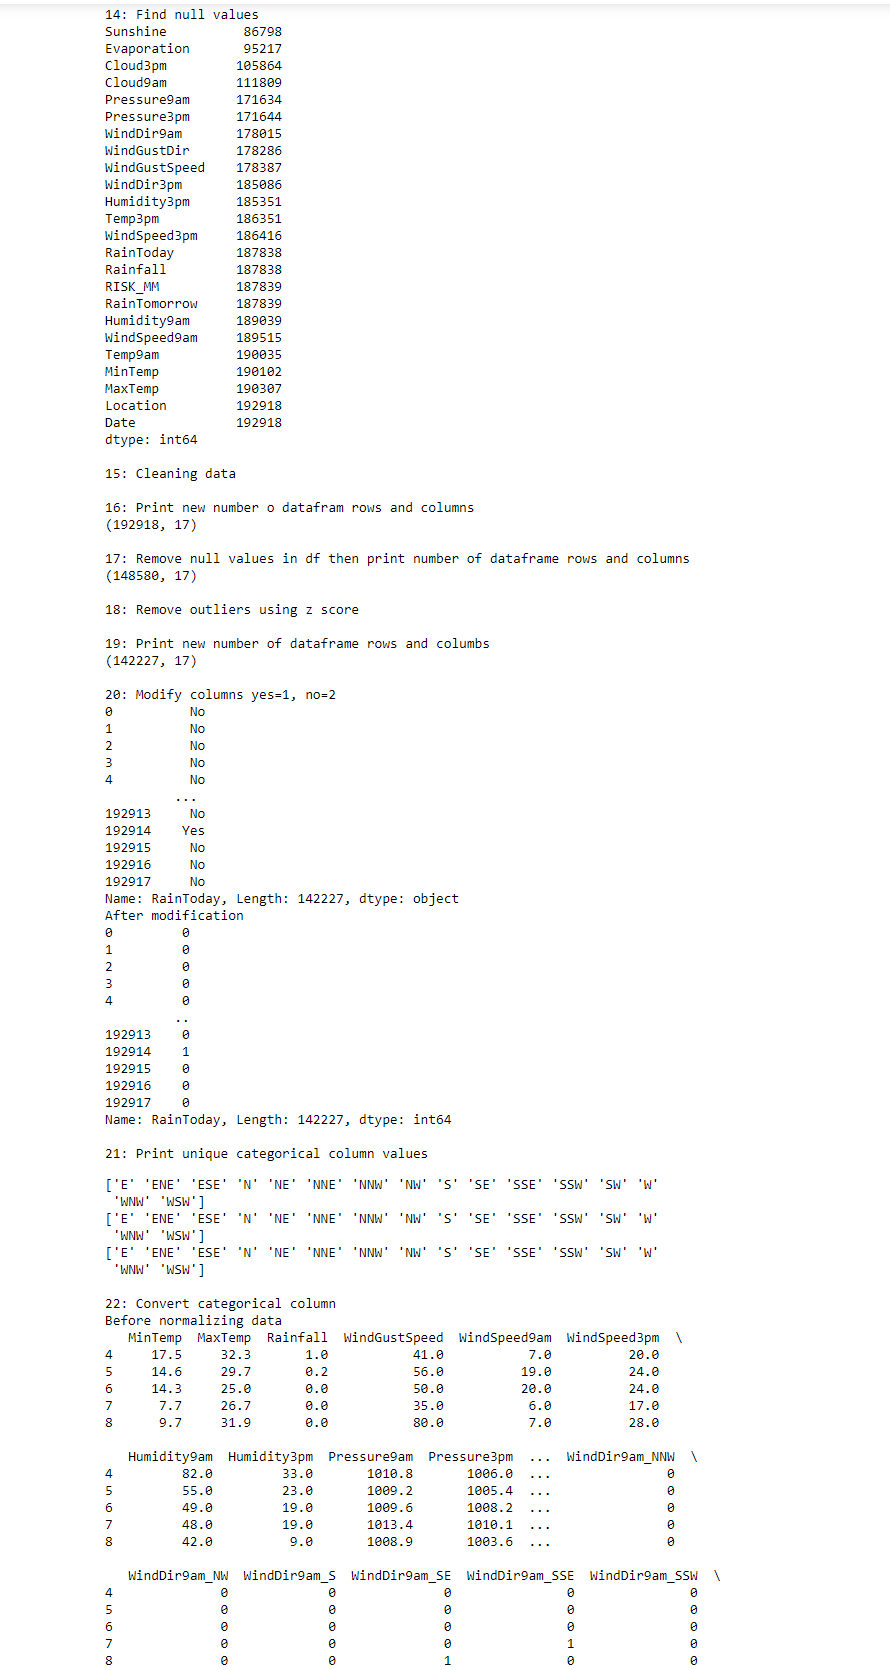 14: Find null values
Sunshine 86798
Evaporation 95217
Cloud3pm 105864
Cloud9am 111809
Pressure9am 171634
Pressure3pm 171644
WindDir9am 178015
WindGustDir 178286
WindGustSpeed 178387
WindDir3pm 185086
Humidity3pm 185351
Temp3pm 186351
WindSpeed3pm 186416
RainToday 187838
Rainfall 187838
RISK_MM 187839
RainTomorrow 187839
Humidity9am 189039
WindSpeed9am 189515
Temp9am 190035
MinTemp 190102
MaxTemp 190307
Location 192918
Date 192918
dtype: int64
15: Cleaning data
16: Print new number o datafram rows and columns
(192918, 17)
17: Remove null values in df then print number of dataframe rows and columns
(148580, 17)
18: Remove outliers using z score
19: Print new number of dataframe rows and columbs
(142227, 17)
20: Modify columns yes=1, no=2
0 No
1 No
2 No
3 No
4 No
...
192913 No
192914 Yes
192915 No
192916 No
192917 No
Name: RainToday, Length: 142227, dtype: object
After modification
0 0
1 0
2 0
3 0
4 0
..
192913 0
192914 1
192915 0
192916 0
192917 0
Name: RainToday, Length: 142227, dtype: int64
21: Print unique categorical column values
['E' 'ENE' 'ESE' 'N' 'NE' 'NNE' 'NNW' 'NW' 'S' 'SE' 'SSE' 'SSW' 'SW' 'W'
'WNW' 'WSW']
['E' 'ENE' 'ESE' 'N' 'NE' 'NNE' 'NNW' 'NW' 'S' 'SE' 'SSE' 'SSW' 'SW' 'W'
'WNW' 'WSW']
['E' 'ENE' 'ESE' 'N' 'NE' 'NNE' 'NNW' 'NW' 'S' 'SE' 'SSE' 'SSW' 'SW' 'W'
'WNW' 'WSW']
22: Convert categorical column
Before normalizing data
MinTemp MaxTemp Rainfall WindGustSpeed WindSpeed9am WindSpeed3pm \
4 17.5 32.3 1.0 41.0 7.0 20.0
5 14.6 29.7 0.2 56.0 19.0 24.0
6 14.3 25.0 0.0 50.0 20.0 24.0
7 7.7 26.7 0.0 35.0 6.0 17.0
8 9.7 31.9 0.0 80.0 7.0 28.0
Humidity9am Humidity3pm Pressure9am Pressure3pm ... WindDir9am_NNW \
4 82.0 33.0 1010.8 1006.0 ... 0
5 55.0 23.0 1009.2 1005.4 ... 0
6 49.0 19.0 1009.6 1008.2 ... 0
7 48.0 19.0 1013.4 1010.1 ... 0
8 42.0 9.0 1008.9 1003.6 ... 0
WindDir9am_NW WindDir9am_S WindDir9am_SE WindDir9am_SSE WindDir9am_SSW \
4 0 0 0 0 0
5 0 0 0 0 0
6 0 0 0 0 0
7 0 0 0 1 0
8 0 0 1 0 0